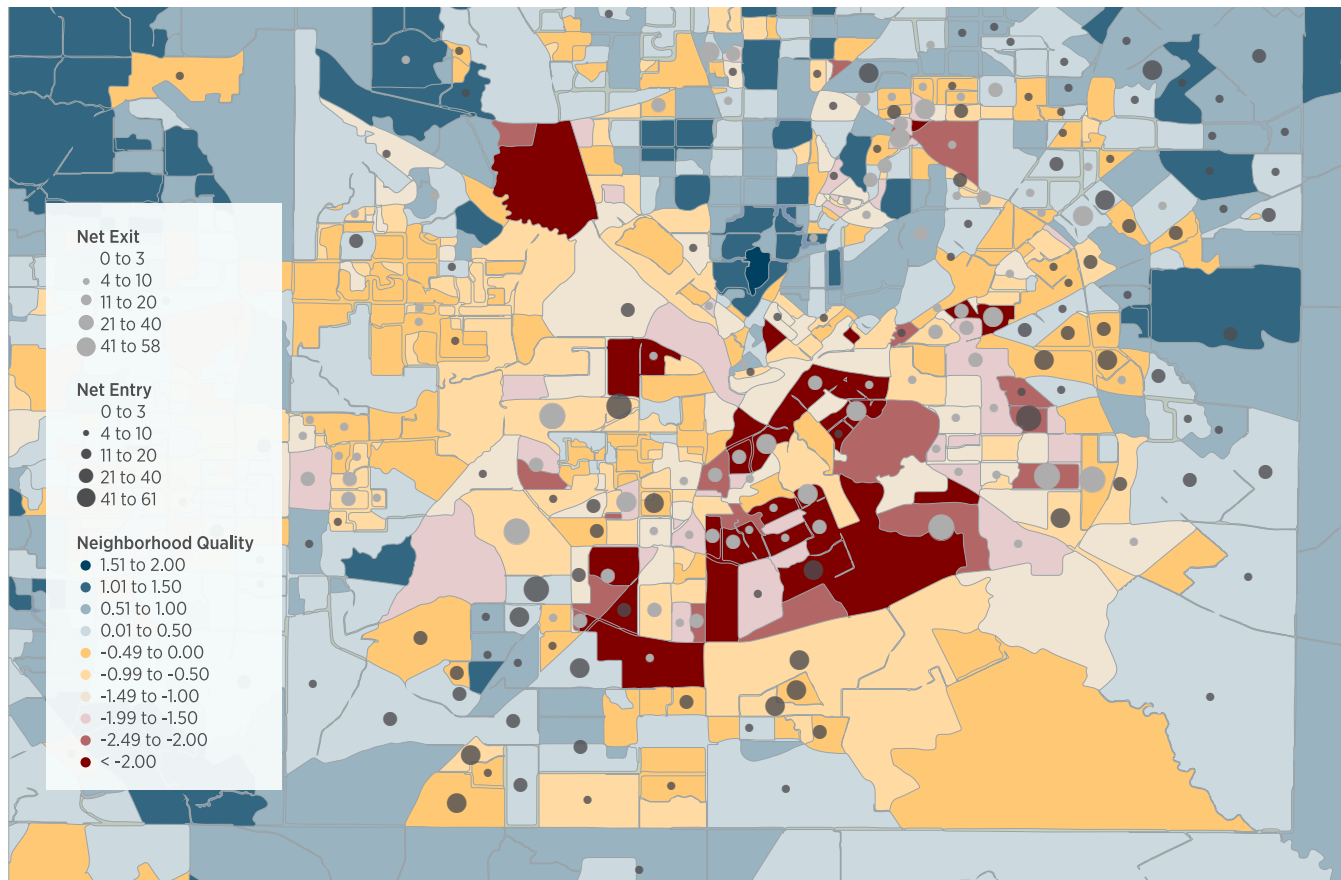 Net Exit
0 to 3
4 to 10
11 to 20
21 to 40
41 to 58
Net Entry
0 to 3
4 to 10
11 to 20
21 to 40
41 to 61
Neighborhood Quality
1.51 to 2.00
1.01 to 1.50
0.51 to 1.00
0.01 to 0.50
-0.49 to 0.00
-0.99 to -0.50
-1.49 to -1.00
-1.99 to -1.50
-2.49 to -2.00
< -2.00